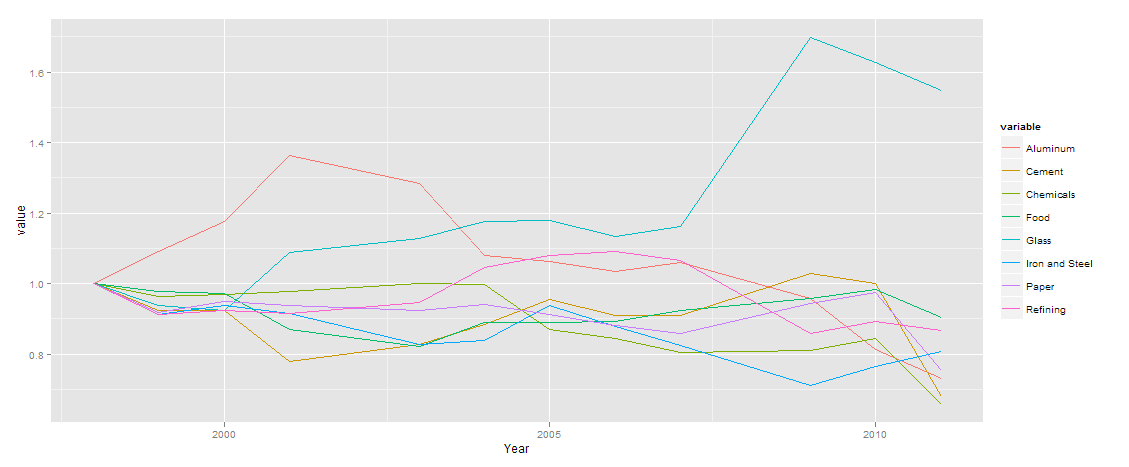 value
1.6
1.4
1.2
1.0
0.8
2000
2005
2010
Year
variable
Aluminum
Cement
Chemicals
Food
Glass
Iron and Steel
Paper
Refining